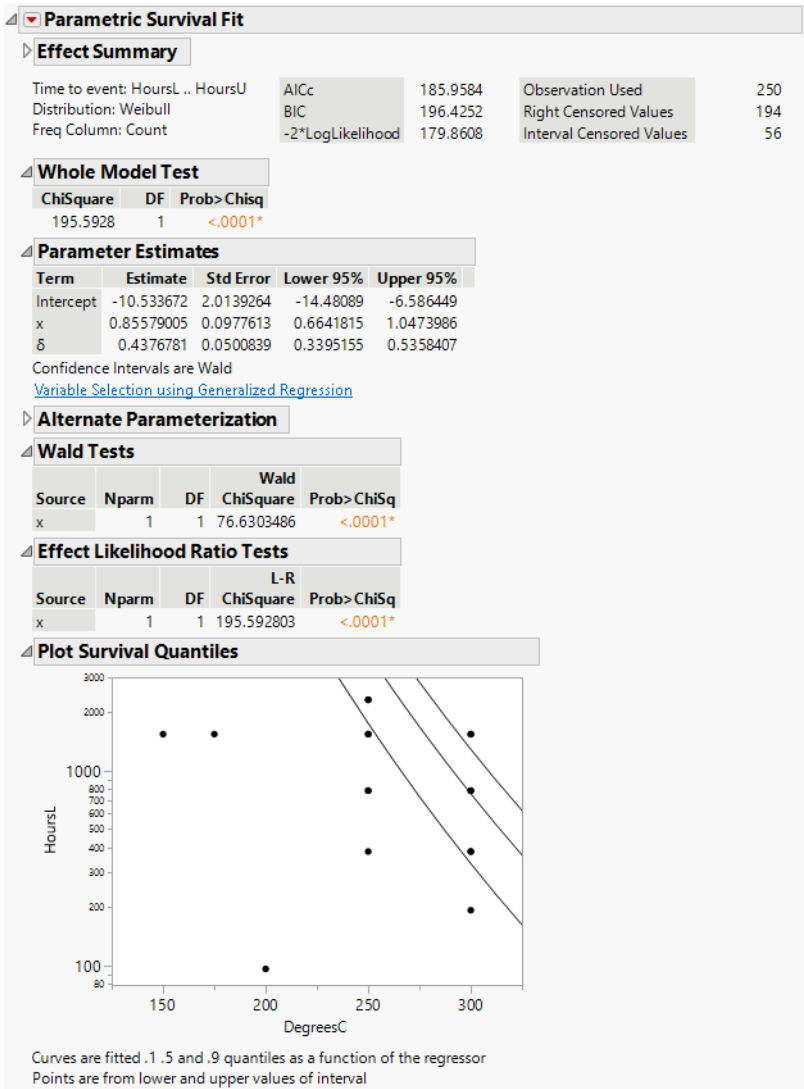 Parametric Survival Fit
Effect Summary
Time to event: HoursL .. HoursU
Distribution: Weibull
Freq Column: Count
AICc 185.9584
BIC 196.4252
-2*LogLikelihood 179.8608
Observation Used 250
Right Censored Values 194
Interval Censored Values 56
Whole Model Test
ChiSquare DF Prob>Chisq
195.5928 1 <.0001*
Parameter Estimates
Term Estimate Std Error Lower 95% Upper 95%
Intercept -10.533672 2.0139264 -14.48089 -6.586449
x 0.85579005 0.0977613 0.6641815 1.0473986
δ 0.4376781 0.0500839 0.3395155 0.5358407
Confidence Intervals are Wald
Variable Selection using Generalized Regression
Alternate Parameterization
Wald Tests
Wald
Source Nparm DF ChiSquare Prob>ChiSq
x 1 1 76.6303486 <.0001*
Effect Likelihood Ratio Tests
L-R
Source Nparm DF ChiSquare Prob>ChiSq
x 1 1 195.592803 <.0001*
Plot Survival Quantiles
3000
2000
1000
800
700
600
500
400
300
200
100
80
HoursL
150 200 250 300
DegreesC
Curves are fitted .1 .5 and .9 quantiles as a function of the regressor
Points are from lower and upper values of interval